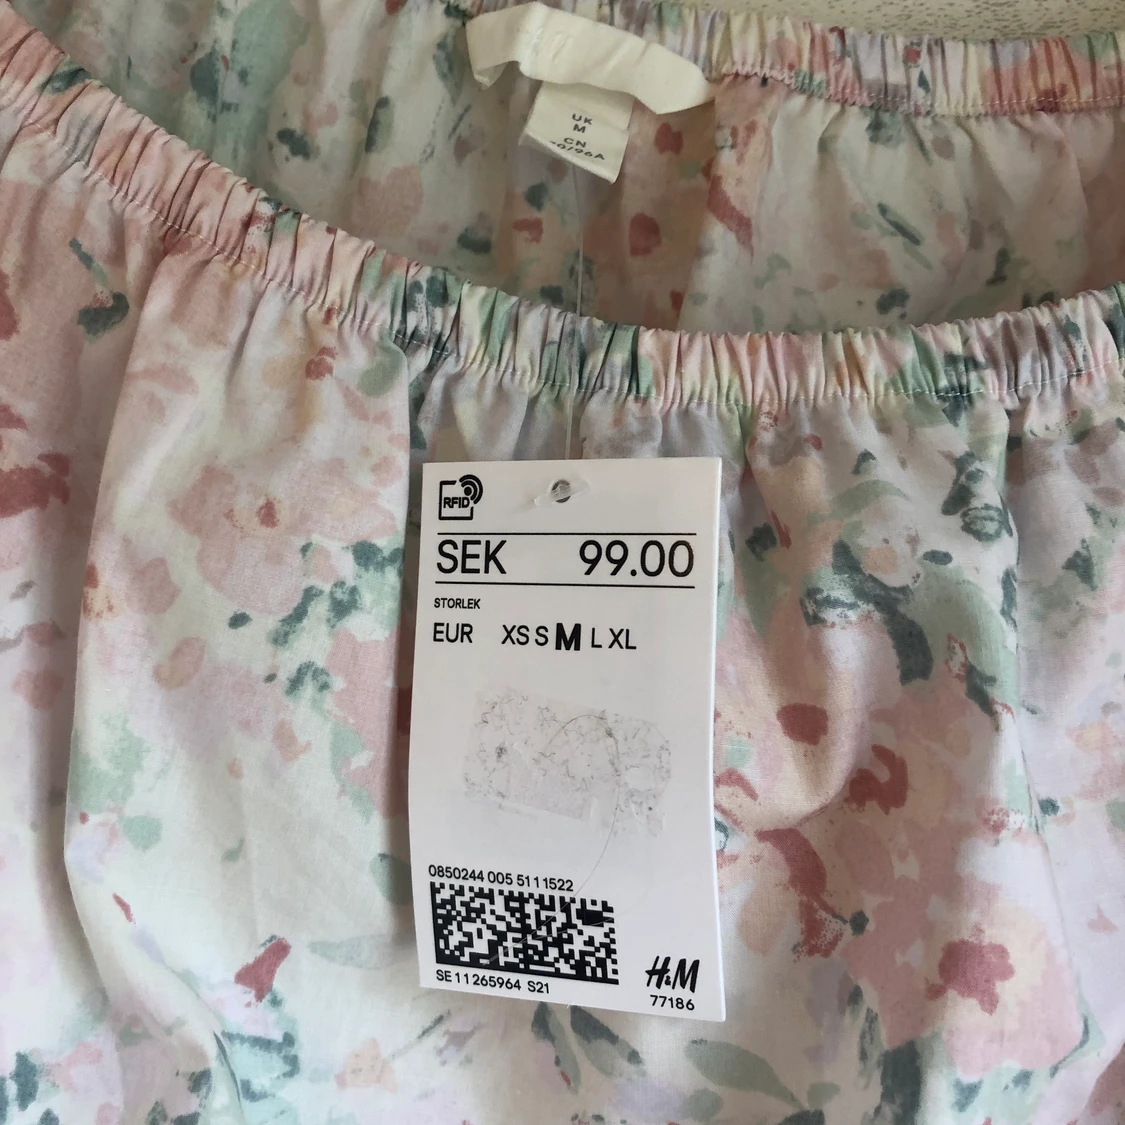 UK
M
CN
RFID
SEK 99.00
STORLEK
EUR XS S M L XL
0850244 005 5111522
SE 11265964 S21
H&M
77186